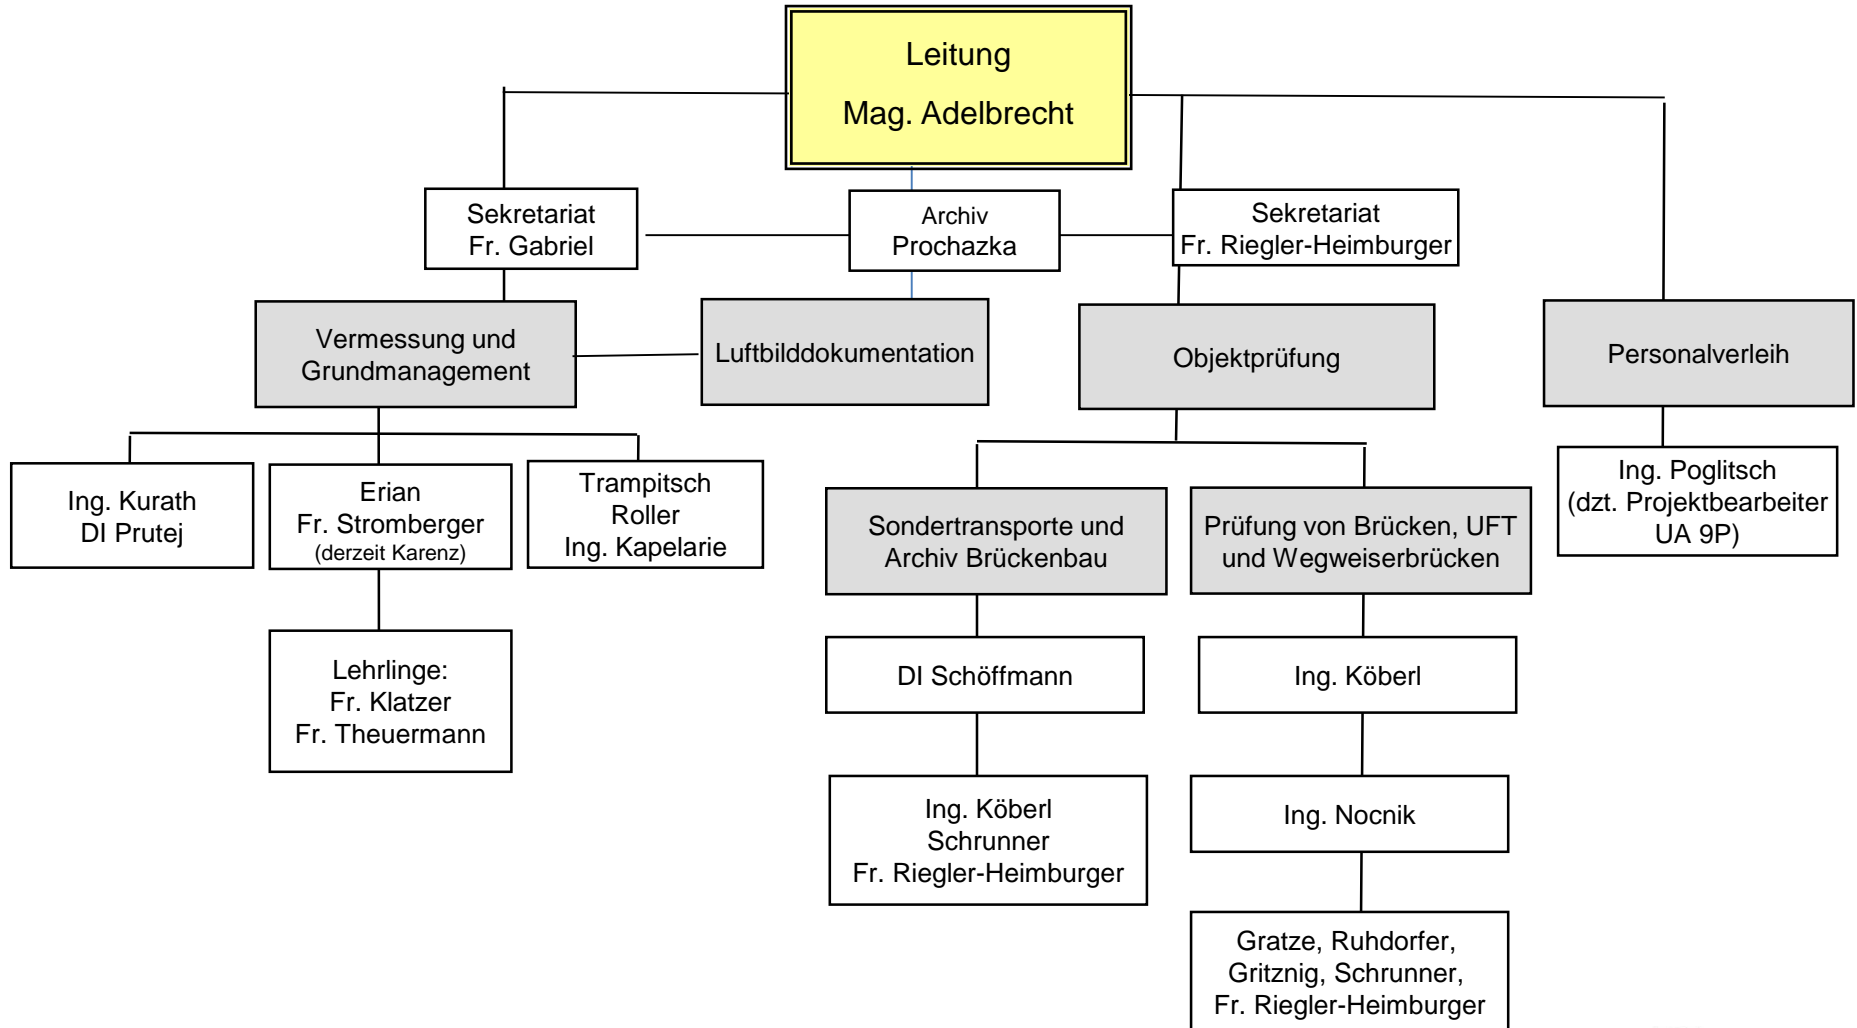 Leitung
Mag. Adelbrecht
Sekretariat
Fr. Gabriel
Archiv
Prochazka
Sekretariat
Fr. Riegler-Heimburger
Vermessung und
Grundmanagement
Luftbilddokumentation
Objektprüfung
Personalverleih
Ing. Kurath
DI Prutej
Erian
Fr. Stromberger
(derzeit Karenz)
Trampitsch
Roller
Ing. Kapelarie
Sondertransporte und
Archiv Brückenbau
Prüfung von Brücken, UFT
und Wegweiserbrücken
Ing. Poglitsch
(dzt. Projektbearbeiter
UA 9P)
Lehrlinge:
Fr. Klatzer
Fr. Theuermann
DI Schöffmann
Ing. Köberl
Ing. Köberl
Schrunner
Fr. Riegler-Heimburger
Ing. Nocnik
Gratze, Ruhdorfer,
Gritznig, Schrunner,
Fr. Riegler-Heimburger